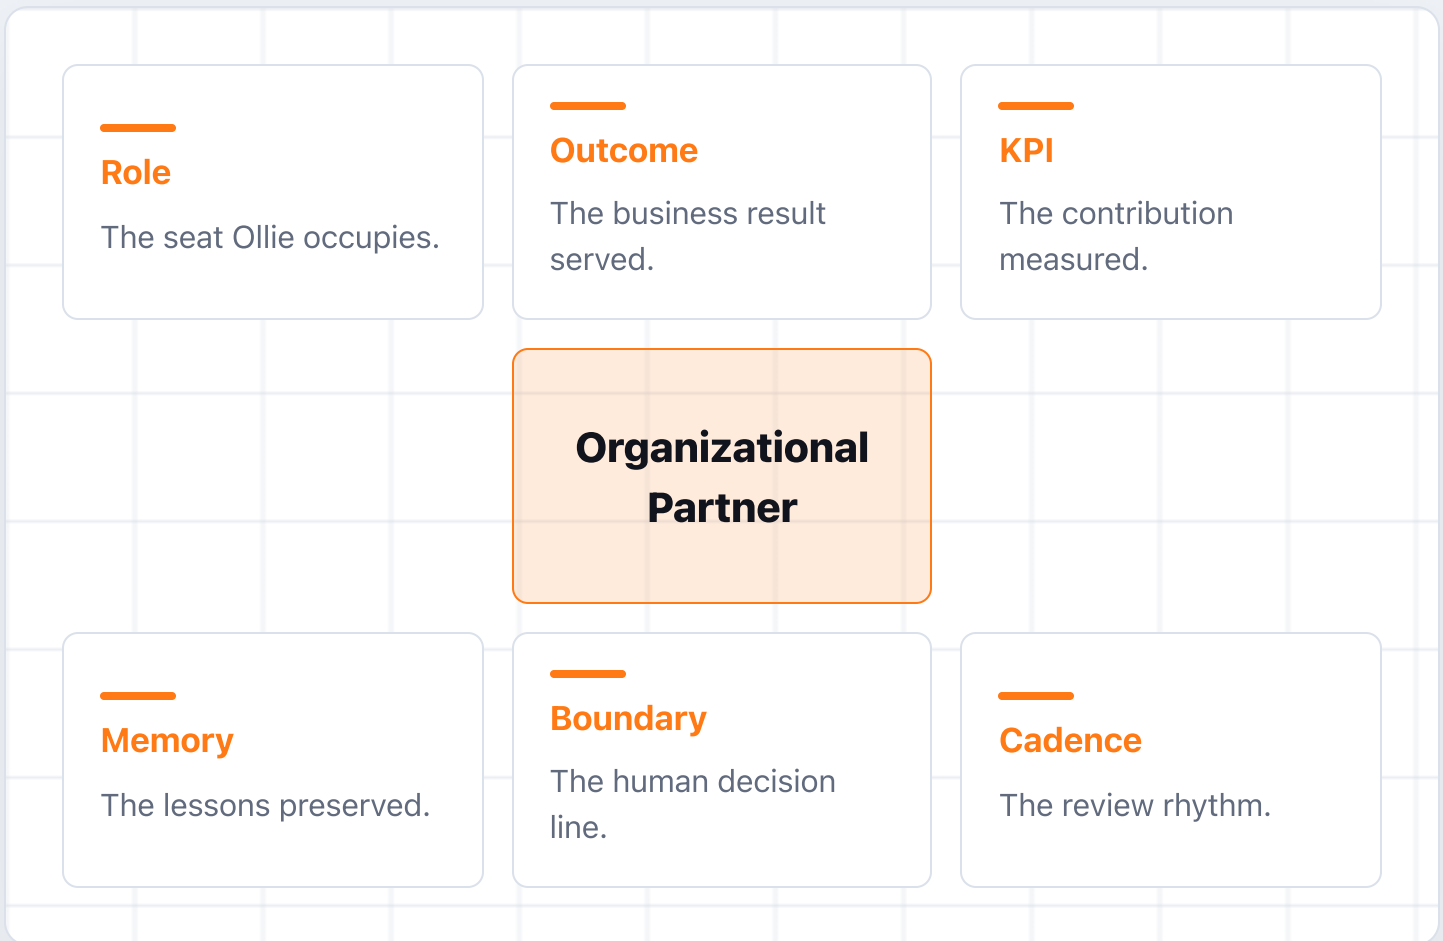 Role
The seat Ollie occupies.
Outcome
The business result
served.
KPI
The contribution
measured.
Organizational
Partner
Memory
The lessons preserved.
Boundary
The human decision
line.
Cadence
The review rhythm.